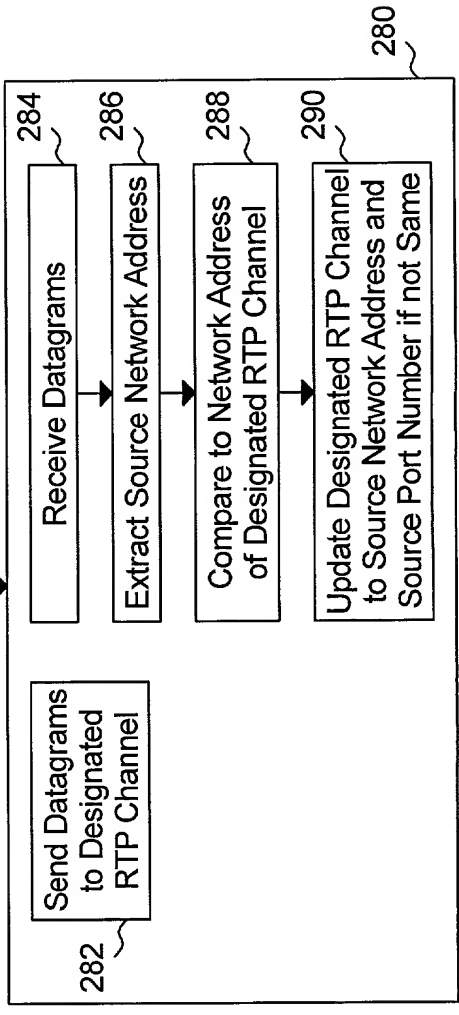 280
Send Datagrams
to Designated
RTP Channel
282
Receive Datagrams
284
Extract Source Network Address
286
Compare to Network Address
of Designated RTP Channel
288
Update Designated RTP Channel
to Source Network Address and
Source Port Number if not Same
290